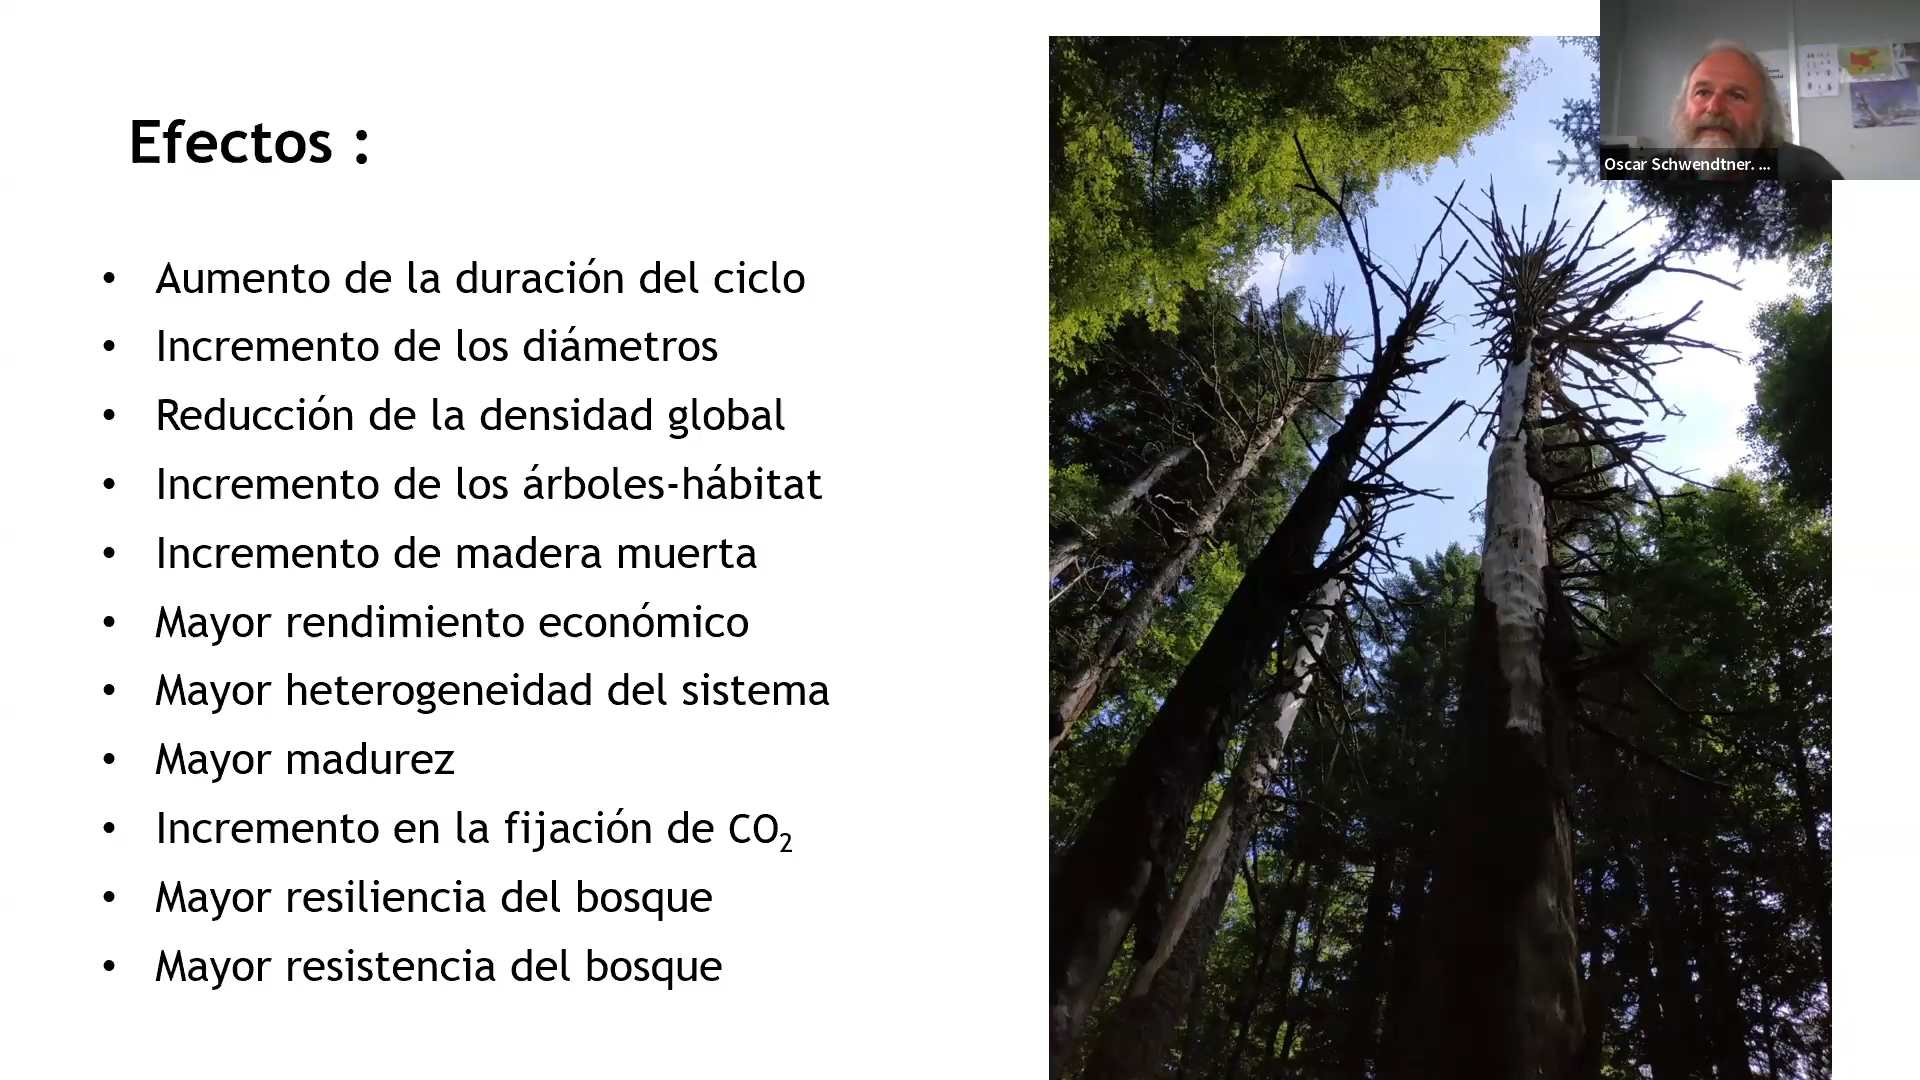 Efectos :
• Aumento de la duración del ciclo
• Incremento de los diámetros
• Reducción de la densidad global
• Incremento de los árboles-hábitat
• Incremento de madera muerta
• Mayor rendimiento económico
• Mayor heterogeneidad del sistema
• Mayor madurez
• Incremento en la fijación de CO₂
• Mayor resiliencia del bosque
• Mayor resistencia del bosque
Oscar Schwendtner. ...